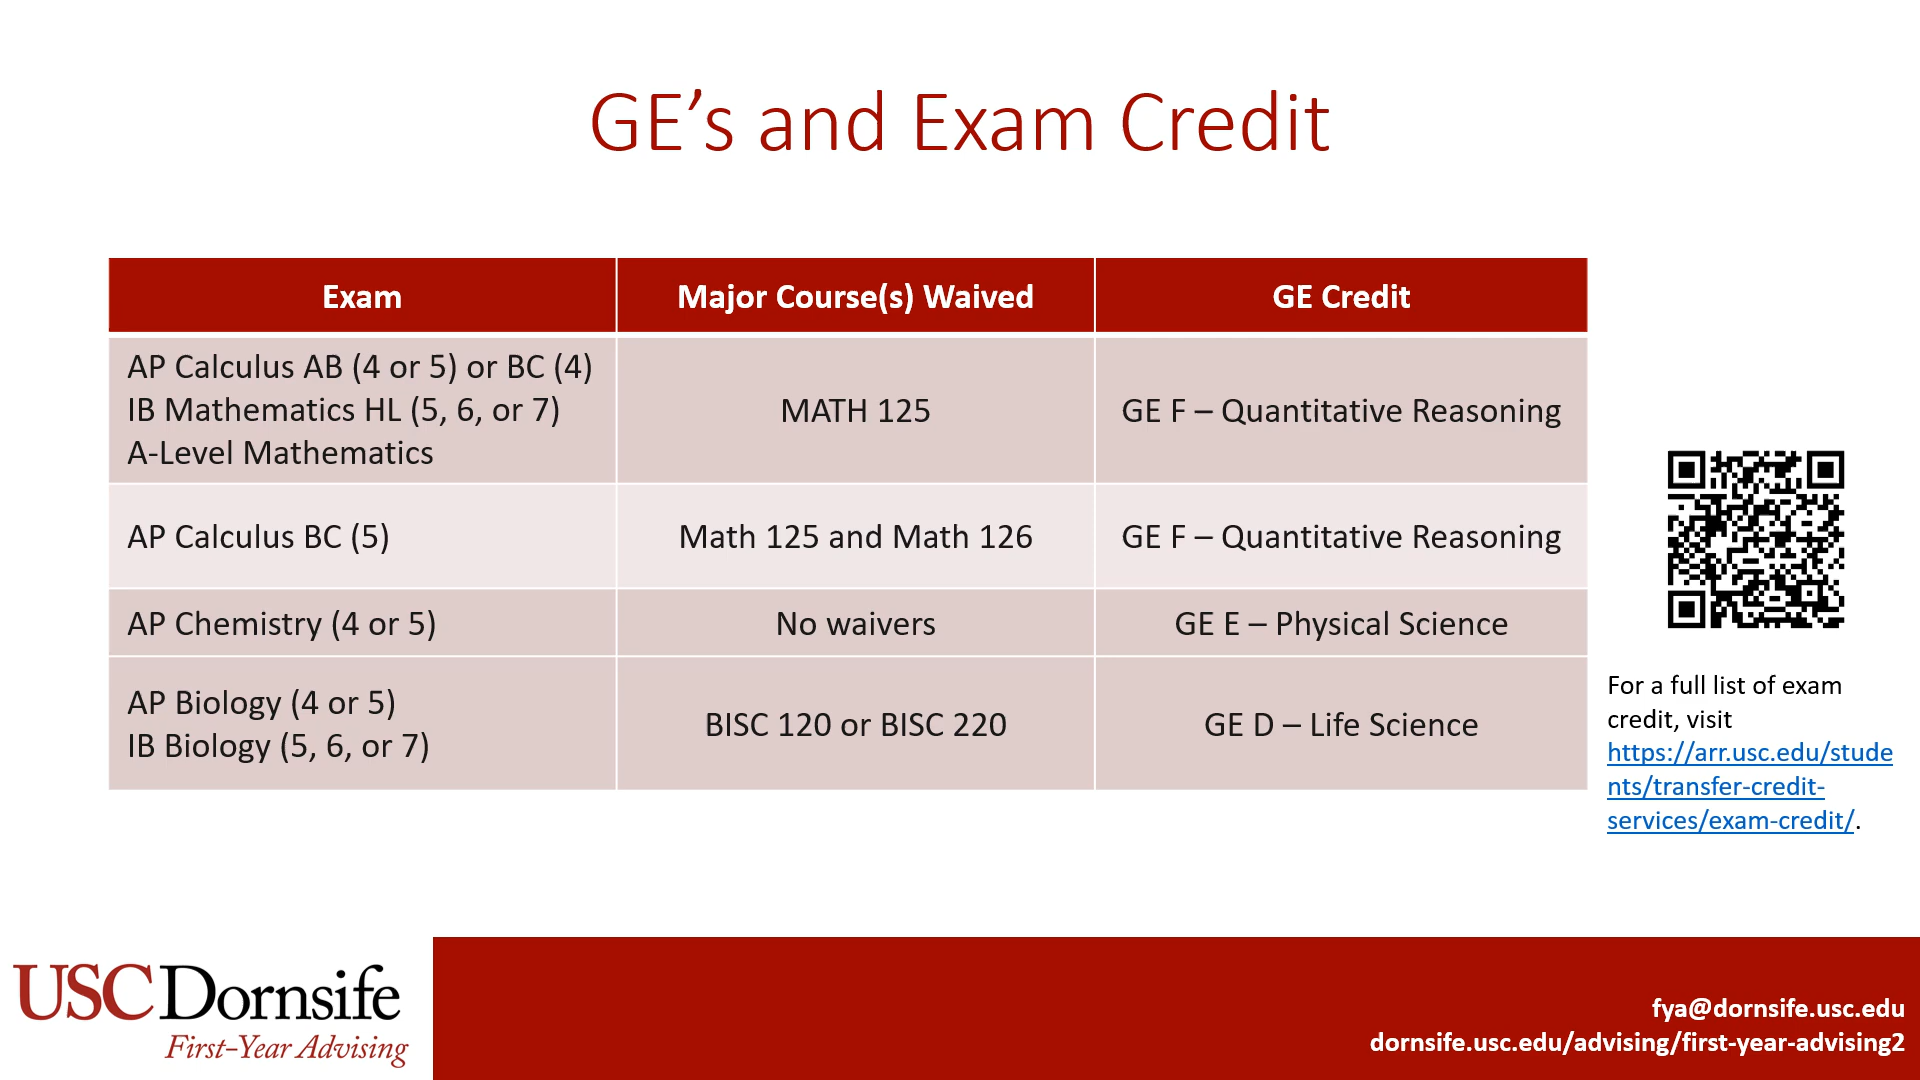 GE’s and Exam Credit
Exam
Major Course(s) Waived
GE Credit
AP Calculus AB (4 or 5) or BC (4)
IB Mathematics HL (5, 6, or 7)
A-Level Mathematics
MATH 125
GE F – Quantitative Reasoning
AP Calculus BC (5)
Math 125 and Math 126
GE F – Quantitative Reasoning
AP Chemistry (4 or 5)
No waivers
GE E – Physical Science
AP Biology (4 or 5)
IB Biology (5, 6, or 7)
BISC 120 or BISC 220
GE D – Life Science
For a full list of exam
credit, visit
https://arr.usc.edu/stude
nts/transfer-credit-
services/exam-credit/.
USC Dornsife
First-Year Advising
fya@dornsife.usc.edu
dornsife.usc.edu/advising/first-year-advising2